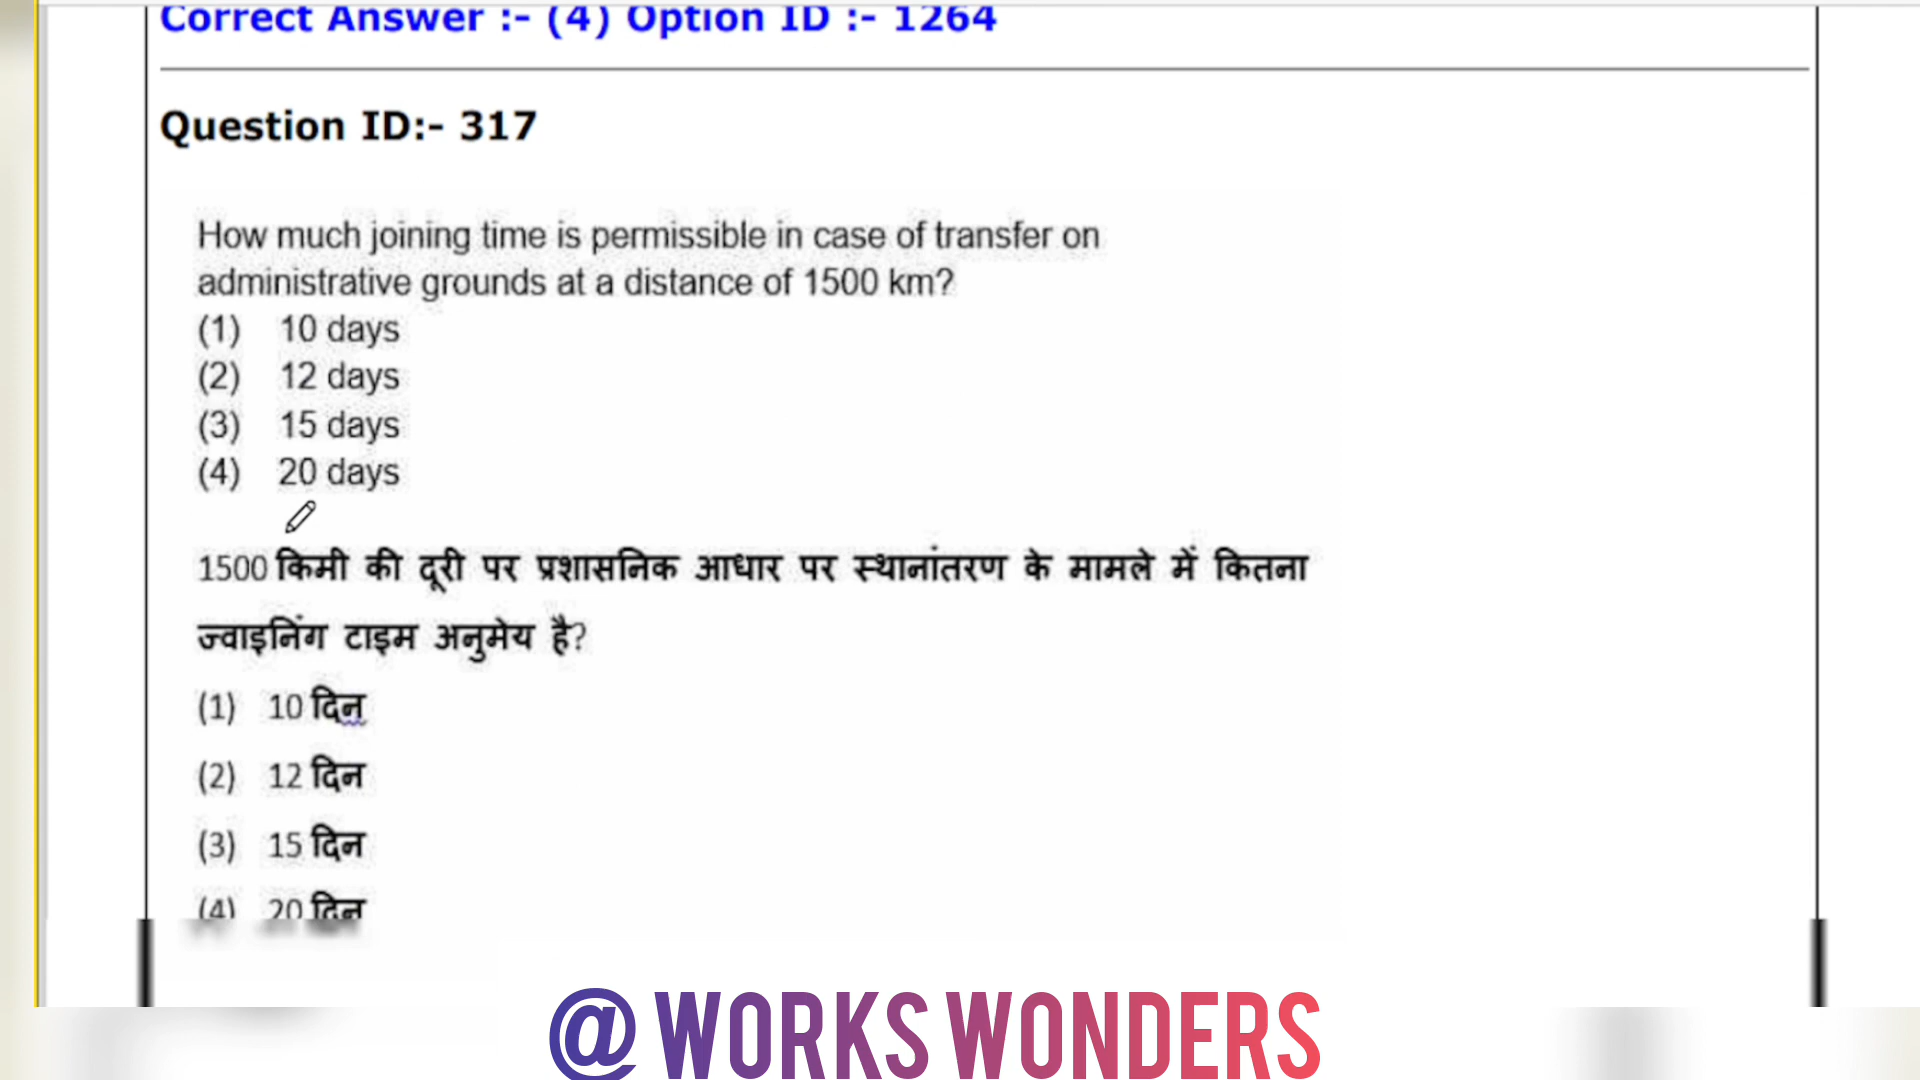 Correct Answer :- (4) Option ID :- 1264
Question ID:- 317
How much joining time is permissible in case of transfer on
administrative grounds at a distance of 1500 km?
(1) 10 days
(2) 12 days
(3) 15 days
(4) 20 days
1500 किमी की दूरी पर प्रशासनिक आधार पर स्थानांतरण के मामले में कितना
ज्वाइनिंग टाइम अनुमेय है?
(1) 10 दिन
(2) 12 दिन
(3) 15 दिन
(4) 20 दिन
@ WORKS WONDERS